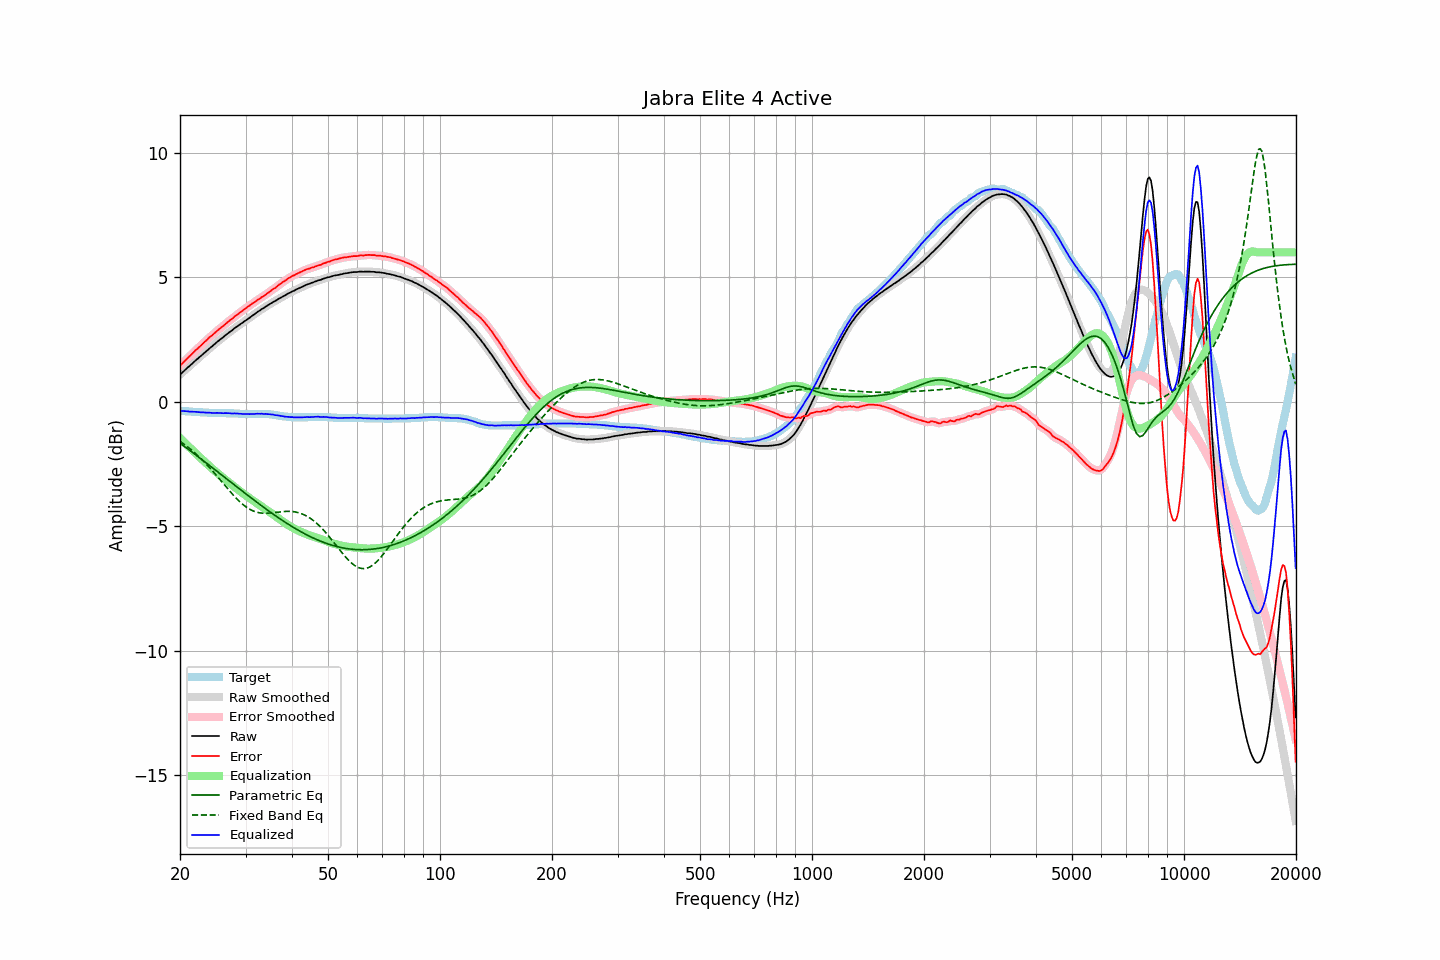 Jabra Elite 4 Active
Amplitude (dBr)
10
5
0
−5
−10
−15
Target
Raw Smoothed
Error Smoothed
Raw
Error
Equalization
Parametric Eq
Fixed Band Eq
Equalized
20 50 100 200 500 1000 2000 5000 10000 20000
Frequency (Hz)